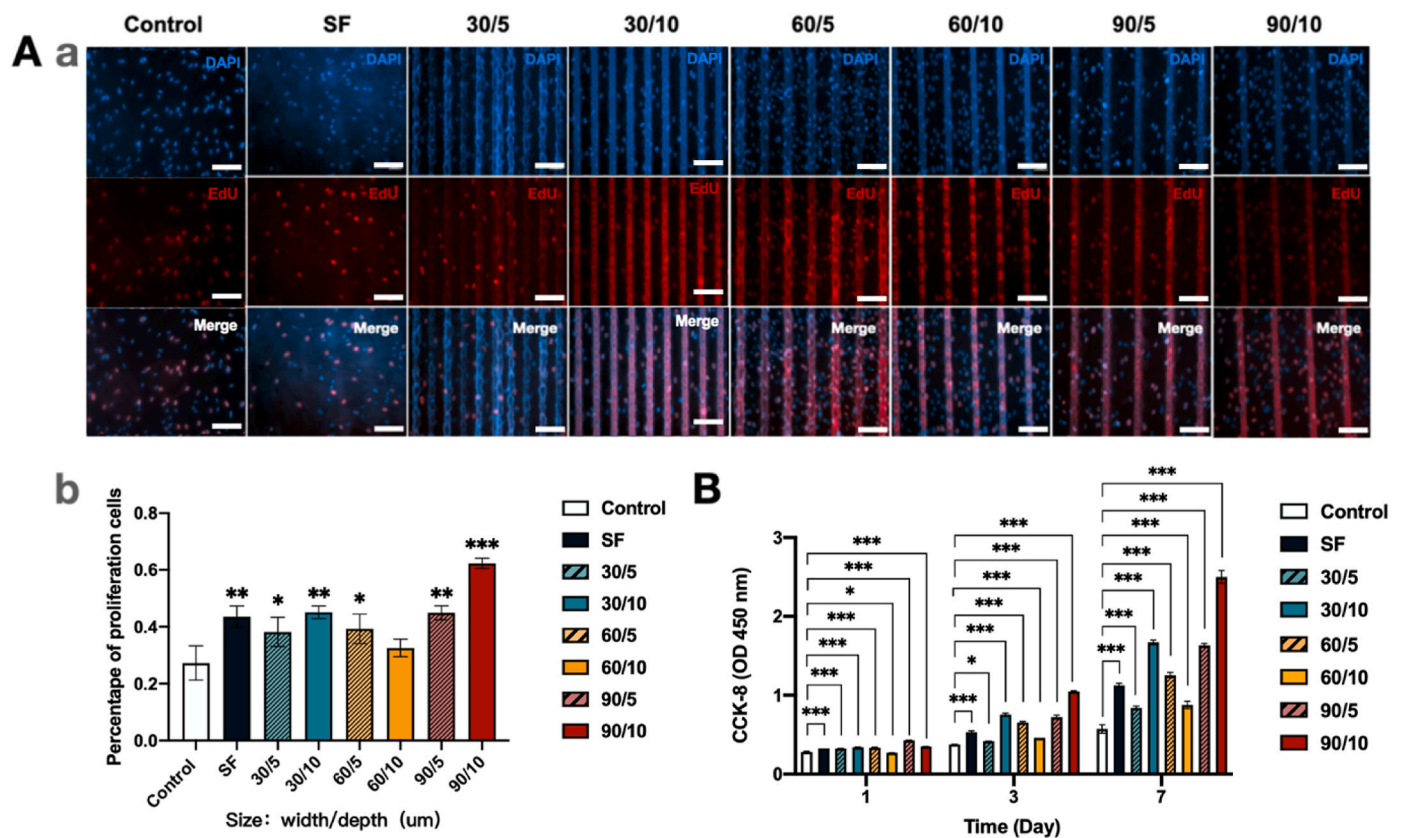 Control SF 30/5 30/10 60/5 60/10 90/5 90/10
A a
DAPI DAPI DAPI DAPI DAPI DAPI DAPI DAPI
EdU EdU EdU EdU EdU EdU EdU EdU
Merge Merge Merge Merge Merge Merge Merge Merge
b
Percentape of proliferation cells
0.8
0.6
0.4
0.2
0.0
** * ** * ** ***
Control SF 30/5 30/10 60/5 60/10 90/5 90/10
Size: width/depth (um)
Control
SF
30/5
30/10
60/5
60/10
90/5
90/10
B
CCK-8 (OD 450 nm)
3
2
1
0
***
***
*
***
***
***
***
***
***
***
***
***
*
***
***
***
***
***
***
***
***
1 3 7
Time (Day)
Control
SF
30/5
30/10
60/5
60/10
90/5
90/10